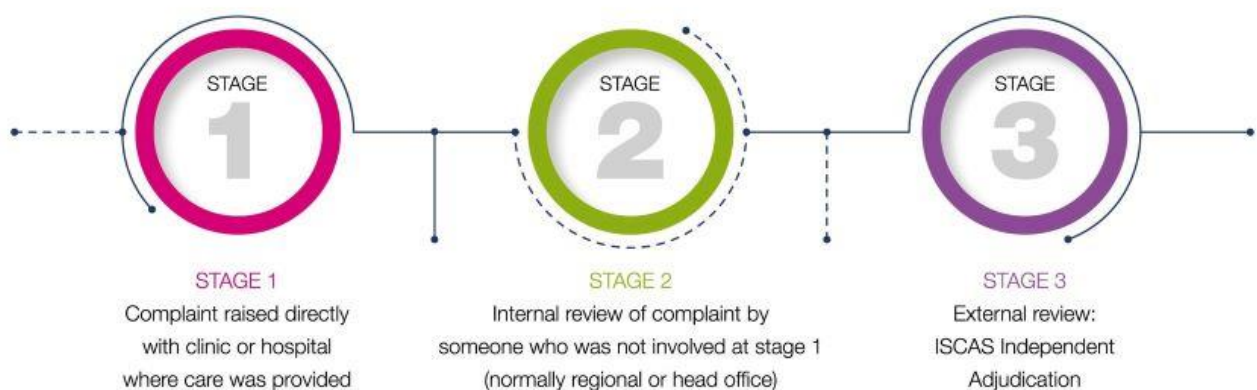 STAGE
1
STAGE
2
STAGE
3
STAGE 1
Complaint raised directly
with clinic or hospital
where care was provided
STAGE 2
Internal review of complaint by
someone who was not involved at stage 1
(normally regional or head office)
STAGE 3
External review:
ISCAS Independent
Adjudication